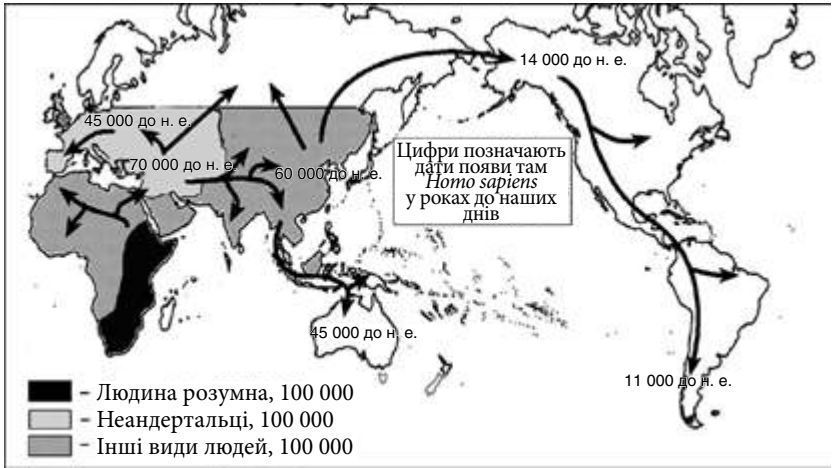 14 000 до н. е.
45 000 до н. е.
70 000 до н. е.
60 000 до н. е.
Цифри позначають
дати появи там
Homo sapiens
у роках до наших
днів
45 000 до н. е.
11 000 до н. е.
– Людина розумна, 100 000
– Неандертальці, 100 000
– Інші види людей, 100 000